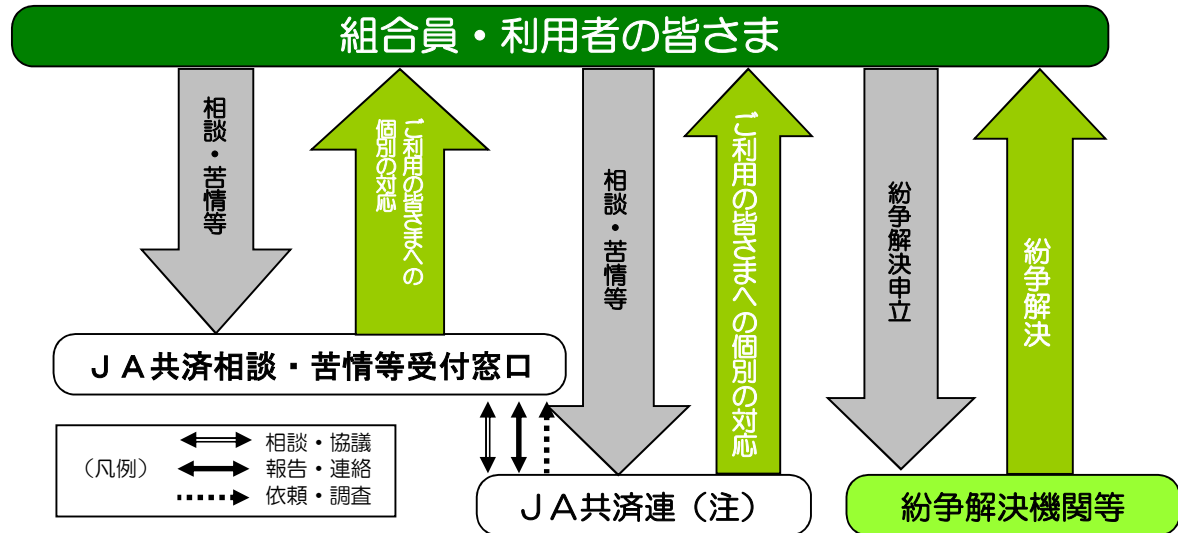 組合員・利用者の皆さま
相談・苦情等
ご利用の皆さまへの
個別の対応
相談・苦情等
ご利用の皆さまへの個別の対応
紛争解決申立
紛争解決
ＪＡ共済相談・苦情等受付窓口
（凡例）
相談・協議
報告・連絡
依頼・調査
ＪＡ共済連（注）
紛争解決機関等